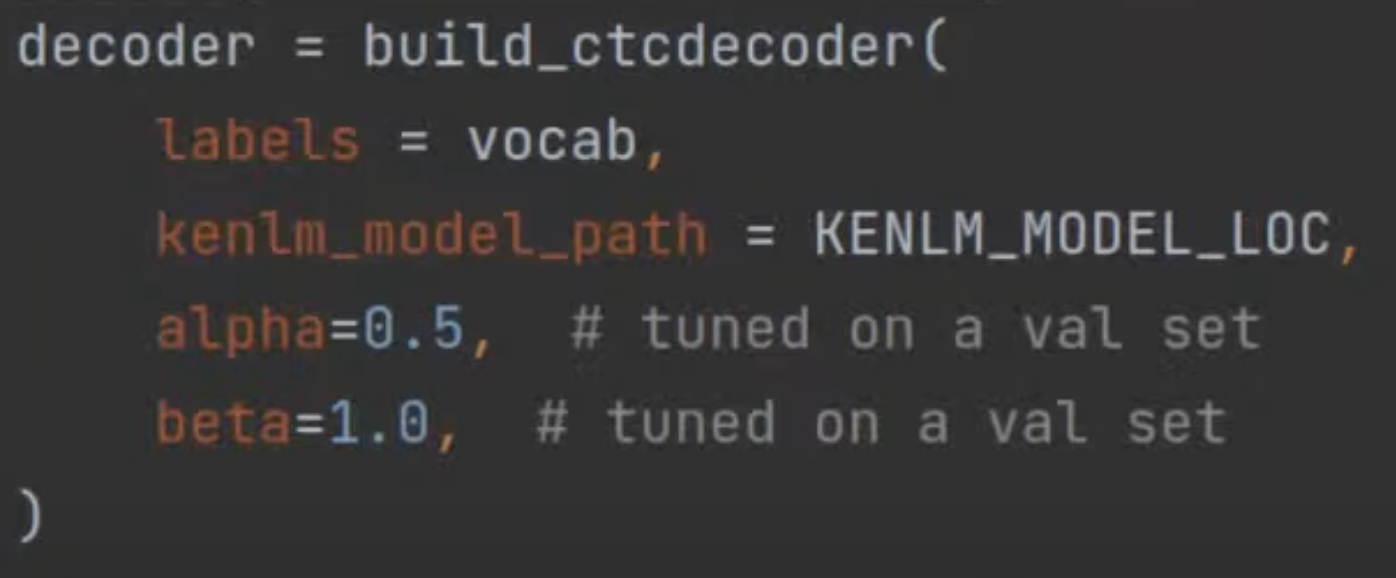 decoder = build_ctcdecoder(
    labels = vocab,
    kenlm_model_path = KENLM_MODEL_LOC,
    alpha=0.5,  # tuned on a val set
    beta=1.0,  # tuned on a val set
)